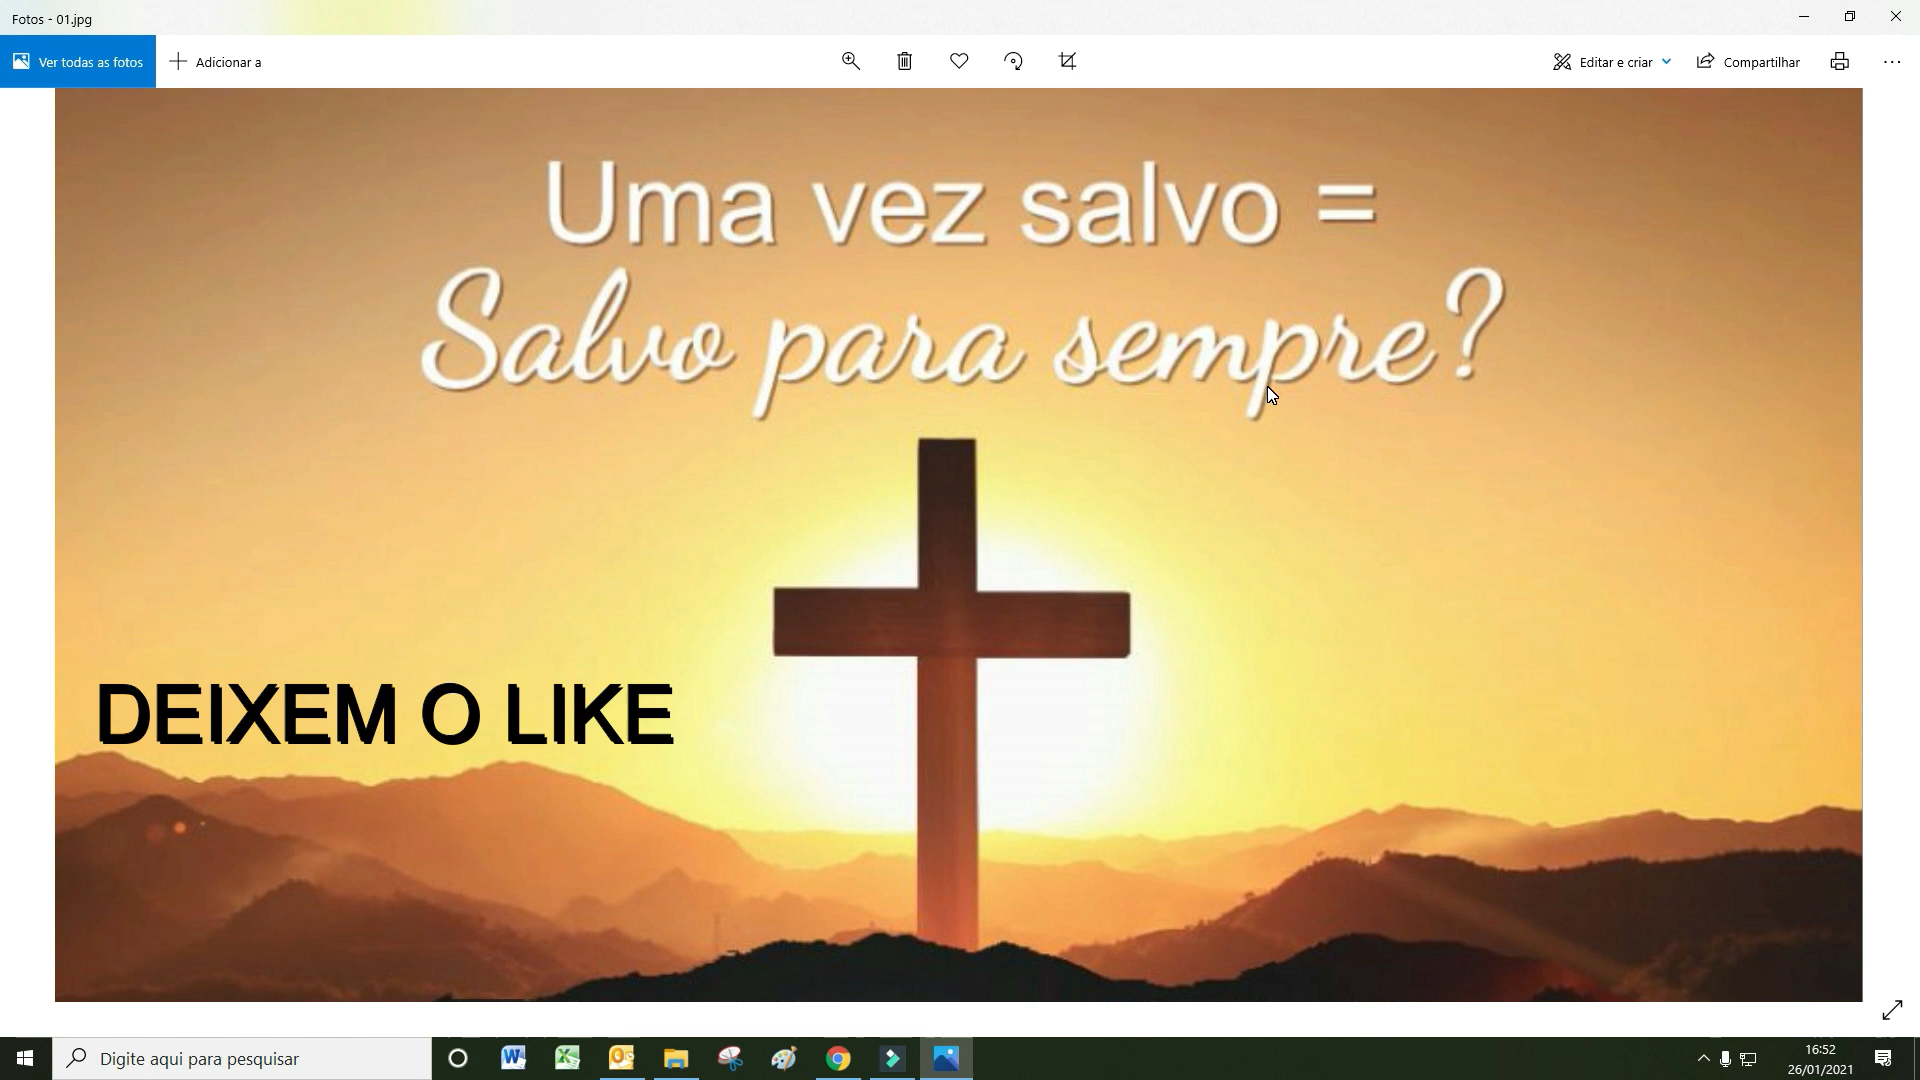 Fotos - 01.jpg
Ver todas as fotos
Adicionar a
Editar e criar
Compartilhar
Uma vez salvo =
Salvo para sempre?
DEIXEM O LIKE
Digite aqui para pesquisar
16:52
26/01/2021